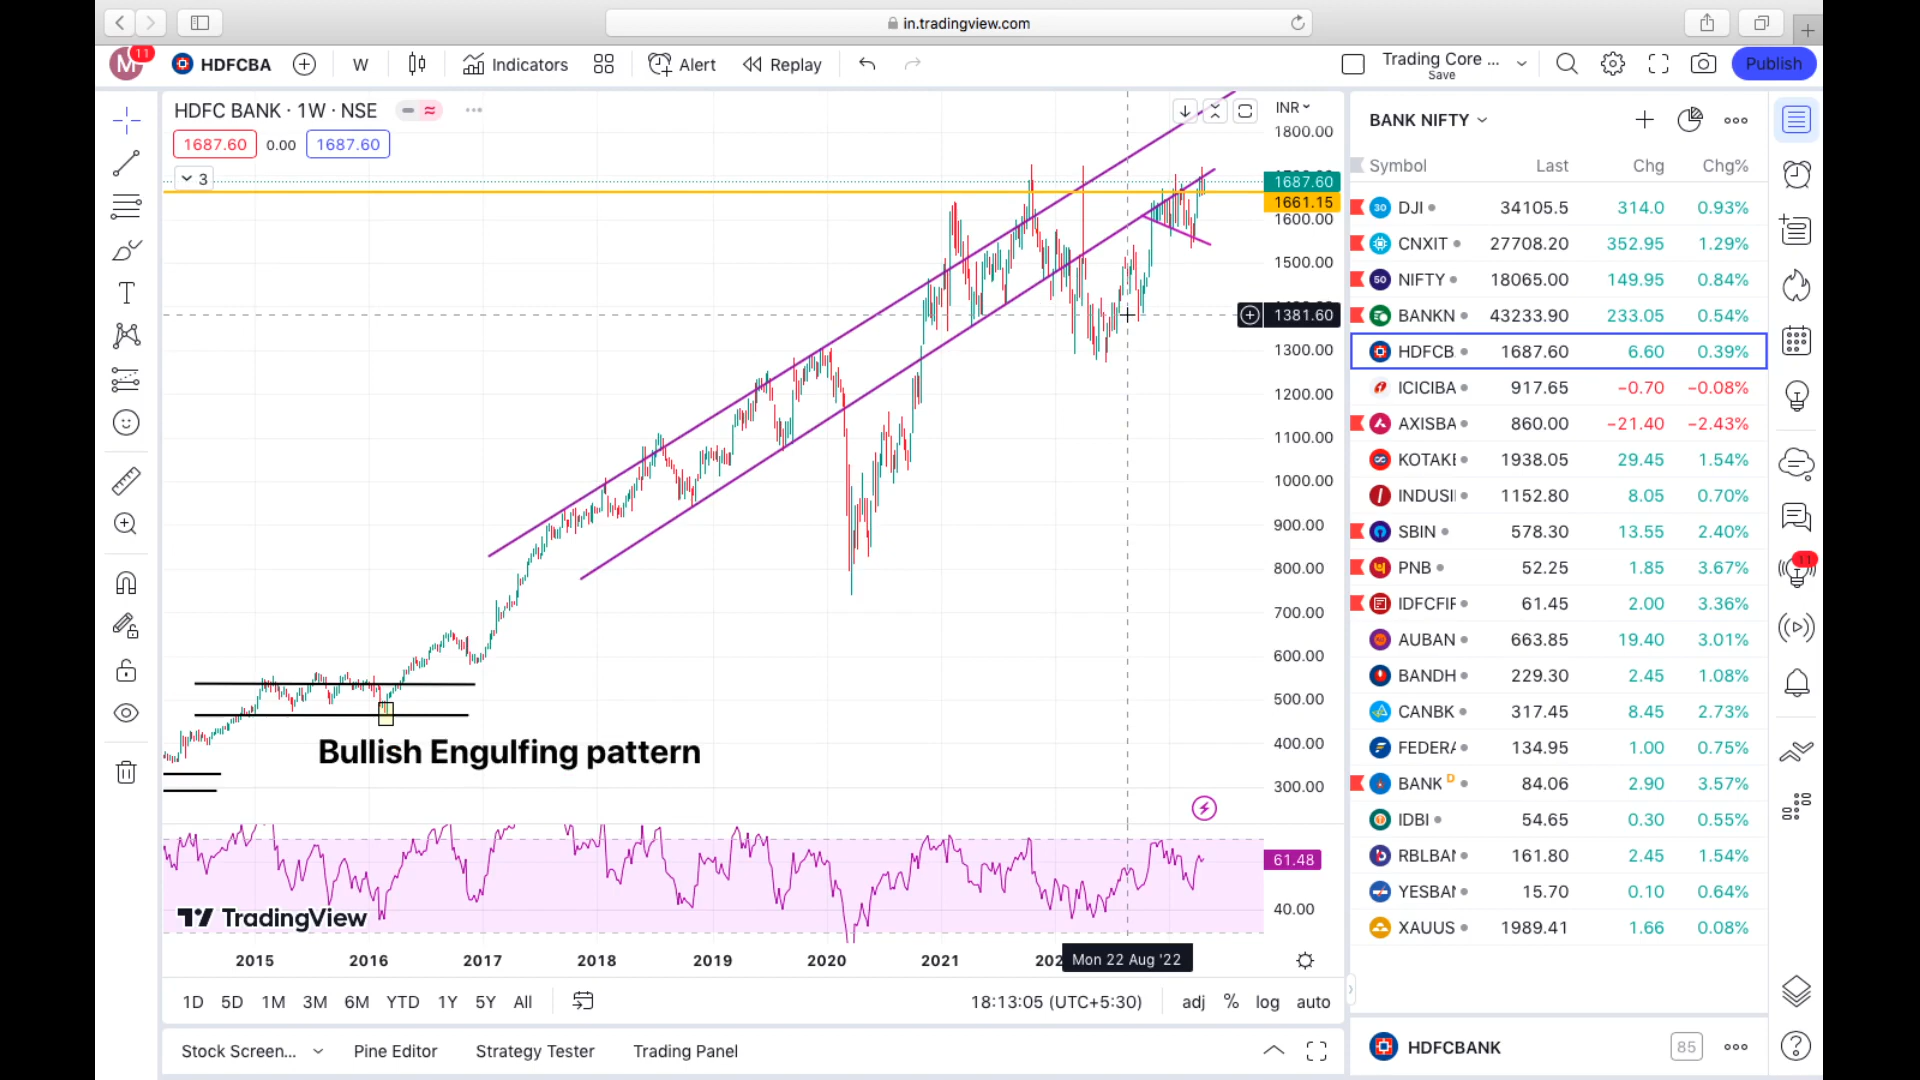 in.tradingview.com
M 11 HDFCBA W Indicators Alert Replay Trading Core ... Save Publish
HDFC BANK · 1W · NSE
1687.60 0.00 1687.60
3
INR
1800.00
1687.60
1661.15
1600.00
1500.00
1381.60
1300.00
1200.00
1100.00
1000.00
900.00
800.00
700.00
600.00
500.00
400.00
300.00
Bullish Engulfing pattern
61.48
40.00
TradingView
2015 2016 2017 2018 2019 2020 2021 Mon 22 Aug '22
1D 5D 1M 3M 6M YTD 1Y 5Y All 18:13:05 (UTC+5:30) adj % log auto
Stock Screen... Pine Editor Strategy Tester Trading Panel
BANK NIFTY
Symbol Last Chg Chg%
30 DJI 34105.5 314.0 0.93%
CNXIT 27708.20 352.95 1.29%
50 NIFTY 18065.00 149.95 0.84%
BANKN 43233.90 233.05 0.54%
HDFCB 1687.60 6.60 0.39%
ICICIBA 917.65 −0.70 −0.08%
AXISBA 860.00 −21.40 −2.43%
KOTAKE 1938.05 29.45 1.54%
INDUSI 1152.80 8.05 0.70%
SBIN 578.30 13.55 2.40%
PNB 52.25 1.85 3.67%
IDFCFIF 61.45 2.00 3.36%
AUBAN 663.85 19.40 3.01%
BANDH 229.30 2.45 1.08%
CANBK 317.45 8.45 2.73%
FEDERA 134.95 1.00 0.75%
BANK D 84.06 2.90 3.57%
IDBI 54.65 0.30 0.55%
RBLBAN 161.80 2.45 1.54%
YESBAN 15.70 0.10 0.64%
XAUUS 1989.41 1.66 0.08%
HDFCBANK 85
11